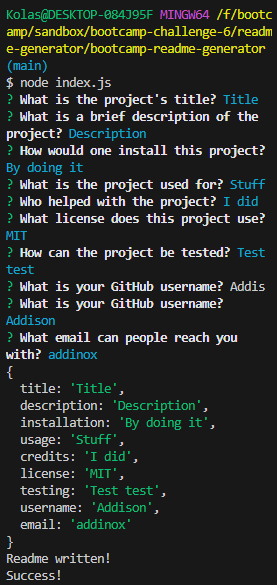 Kolas@DESKTOP-084J95F MINGW64 /f/bootc
amp/sandbox/bootcamp-challenge-6/readm
e-generator/bootcamp-readme-generator
(main)
$ node index.js
? What is the project's title? Title
? What is a brief description of the
project? Description
? How would one install this project?
By doing it
? What is the project used for? Stuff
? Who helped with the project? I did
? What license does this project use?
MIT
? How can the project be tested? Test
test
? What is your GitHub username? Addis
? What is your GitHub username?
Addison
? What email can people reach you
with? addinox
{
  title: 'Title',
  description: 'Description',
  installation: 'By doing it',
  usage: 'Stuff',
  credits: 'I did',
  license: 'MIT',
  testing: 'Test test',
  username: 'Addison',
  email: 'addinox'
}
Readme written!
Success!